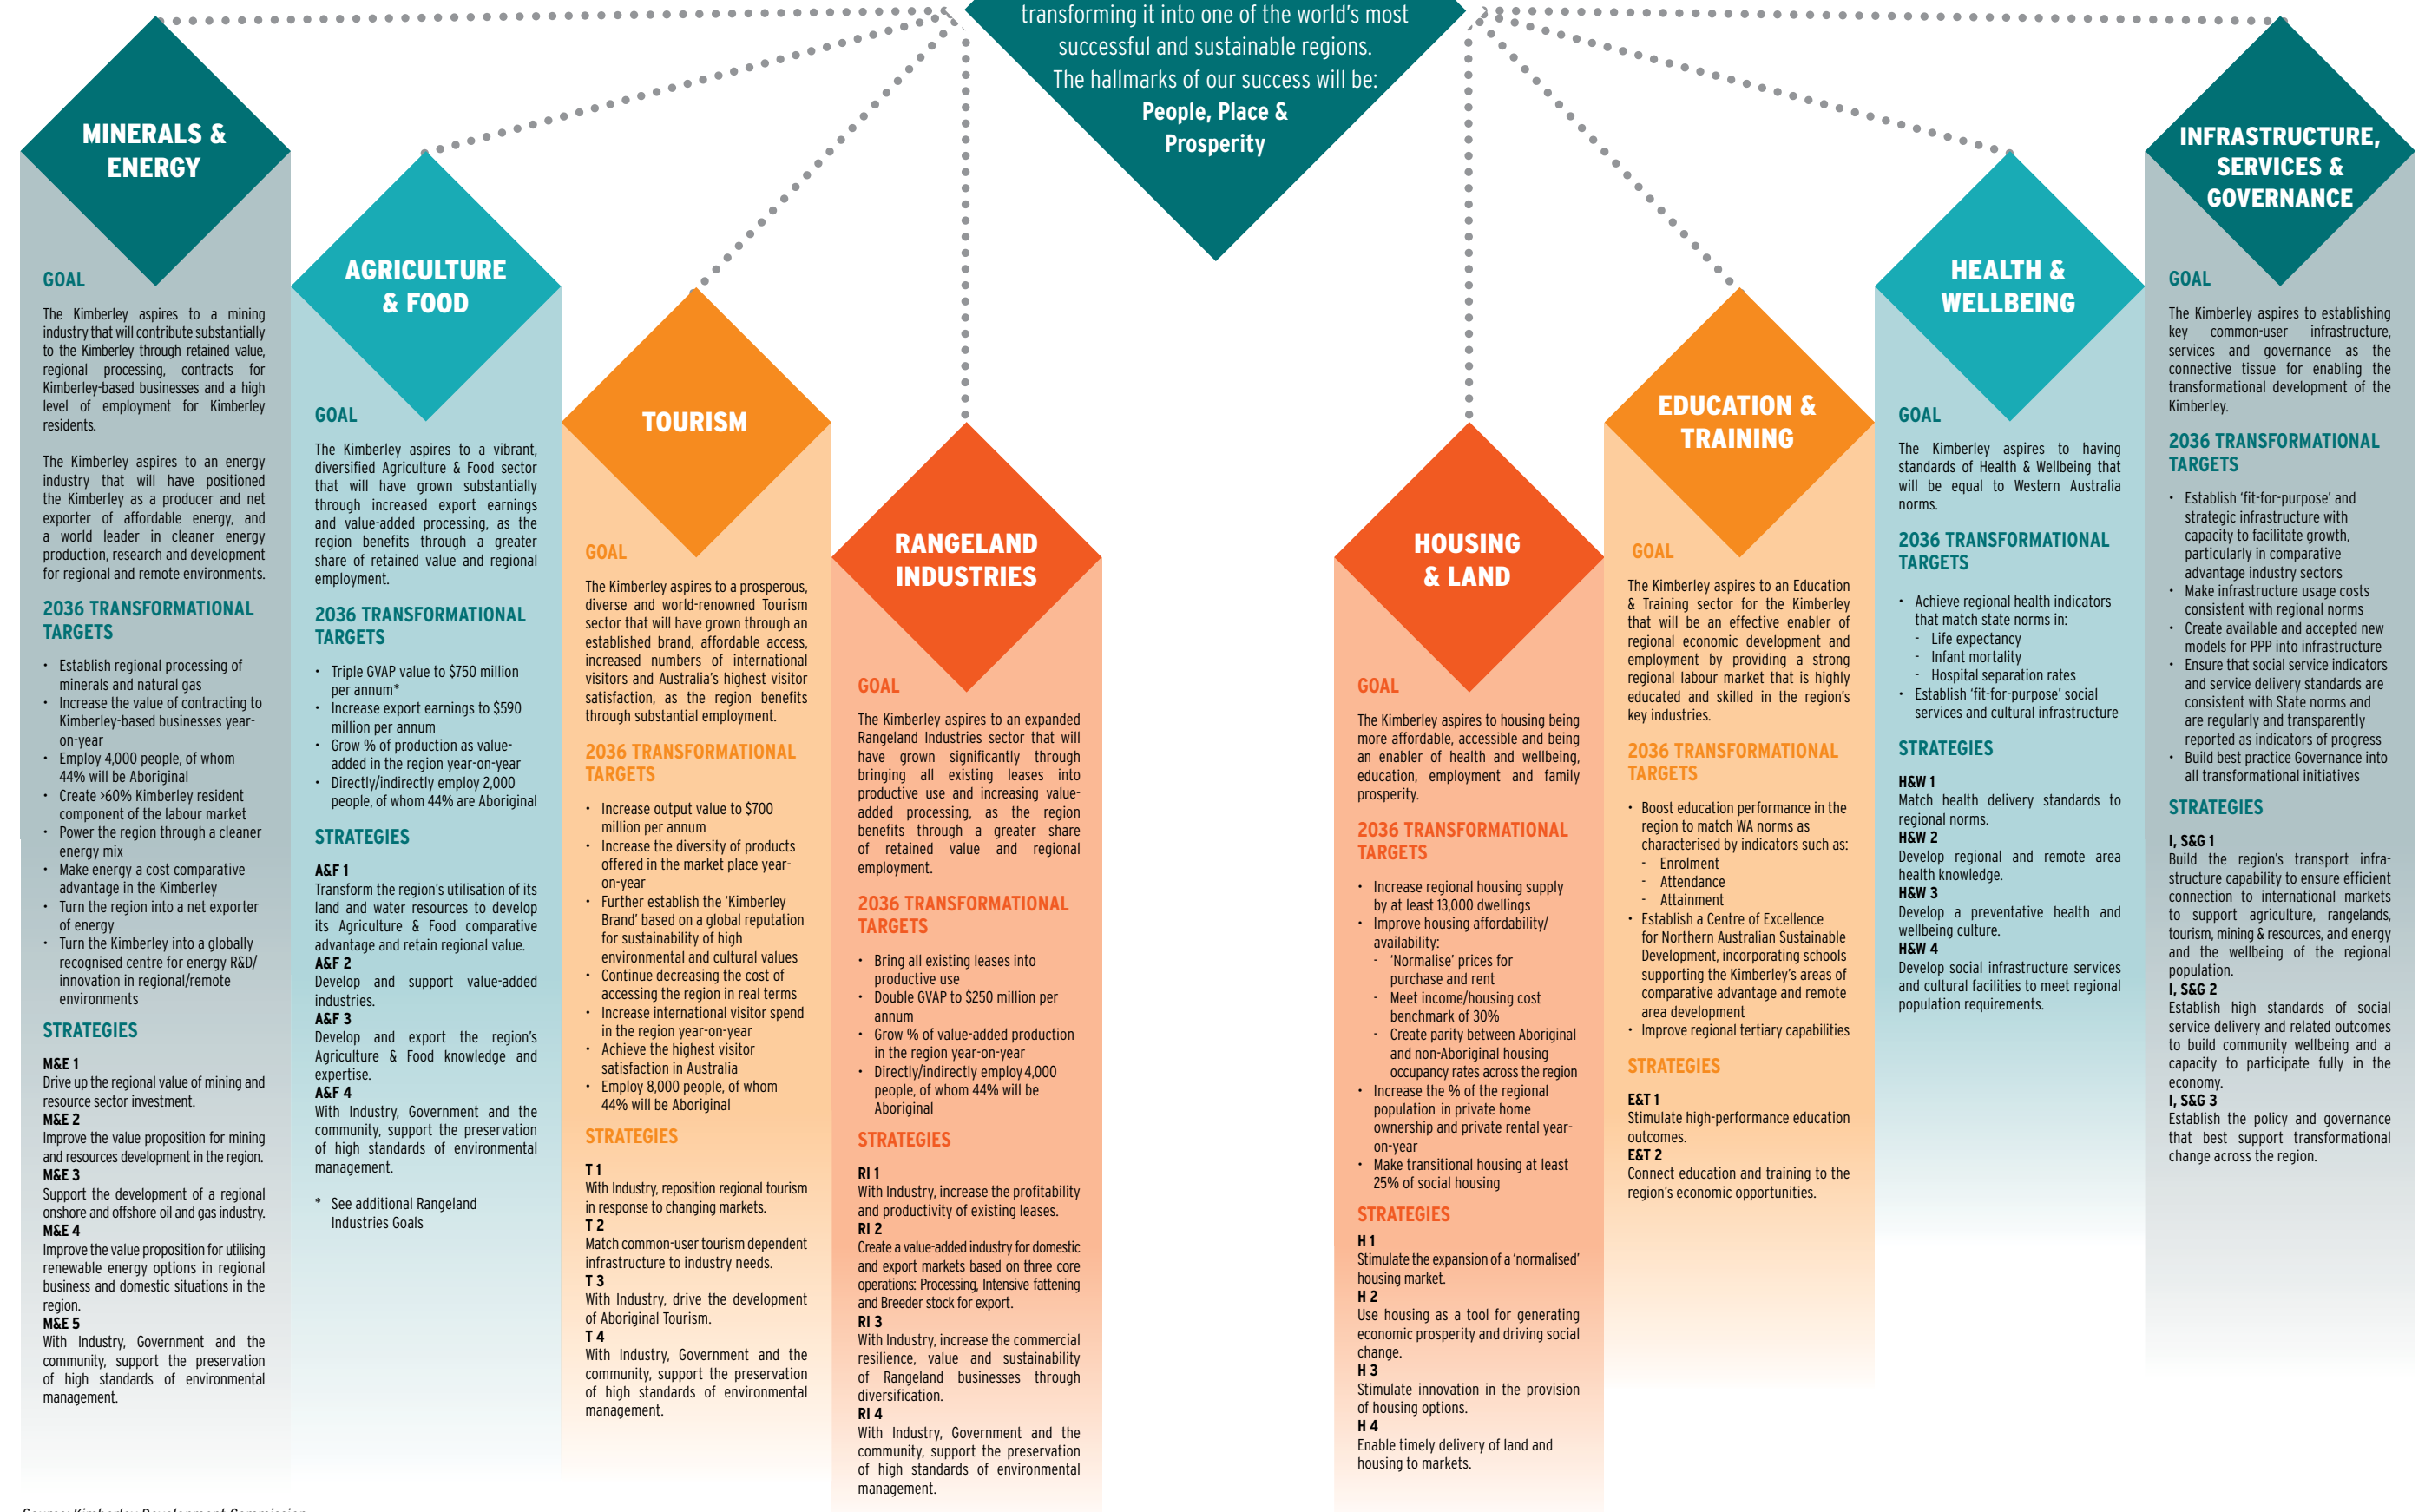 transforming it into one of the world's most
successful and sustainable regions.
The hallmarks of our success will be:
People, Place &
Prosperity
MINERALS &
ENERGY
GOAL
The Kimberley aspires to a mining
industry that will contribute substantially
to the Kimberley through retained value,
regional processing, contracts for
Kimberley-based businesses and a high
level of employment for Kimberley
residents.
The Kimberley aspires to an energy
industry that will have positioned
the Kimberley as a producer and net
exporter of affordable energy, and
a world leader in cleaner energy
production, research and development
for regional and remote environments.
2036 TRANSFORMATIONAL
TARGETS
• Establish regional processing of
minerals and natural gas
• Increase the value of contracting to
Kimberley-based businesses year-
on-year
• Employ 4,000 people, of whom
44% will be Aboriginal
• Create >60% Kimberley resident
component of the labour market
• Power the region through a cleaner
energy mix
• Make energy a cost comparative
advantage in the Kimberley
• Turn the region into a net exporter
of energy
• Turn the Kimberley into a globally
recognised centre for energy R&D/
innovation in regional/remote
environments
STRATEGIES
M&E 1
Drive up the regional value of mining and
resource sector investment.
M&E 2
Improve the value proposition for mining
and resources development in the region.
M&E 3
Support the development of a regional
onshore and offshore oil and gas industry.
M&E 4
Improve the value proposition for utilising
renewable energy options in regional
business and domestic situations in the
region.
M&E 5
With Industry, Government and the
community, support the preservation
of high standards of environmental
management.
AGRICULTURE
& FOOD
GOAL
The Kimberley aspires to a vibrant,
diversified Agriculture & Food sector
that will have grown substantially
through increased export earnings
and value-added processing, as the
region benefits through a greater
share of retained value and regional
employment.
2036 TRANSFORMATIONAL
TARGETS
• Triple GVAP value to $750 million
per annum*
• Increase export earnings to $590
million per annum
• Grow % of production as value-
added in the region year-on-year
• Directly/indirectly employ 2,000
people, of whom 44% are Aboriginal
STRATEGIES
A&F 1
Transform the region's utilisation of its
land and water resources to develop
its Agriculture & Food comparative
advantage and retain regional value.
A&F 2
Develop and support value-added
industries.
A&F 3
Develop and export the region's
Agriculture & Food knowledge and
expertise.
A&F 4
With Industry, Government and the
community, support the preservation
of high standards of environmental
management.
* See additional Rangeland
Industries Goals
TOURISM
GOAL
The Kimberley aspires to a prosperous,
diverse and world-renowned Tourism
sector that will have grown through an
established brand, affordable access,
increased numbers of international
visitors and Australia's highest visitor
satisfaction, as the region benefits
through substantial employment.
2036 TRANSFORMATIONAL
TARGETS
• Increase output value to $700
million per annum
• Increase the diversity of products
offered in the market place year-
on-year
• Further establish the 'Kimberley
Brand' based on a global reputation
for sustainability of high
environmental and cultural values
• Continue decreasing the cost of
accessing the region in real terms
• Increase international visitor spend
in the region year-on-year
• Achieve the highest visitor
satisfaction in Australia
• Employ 8,000 people, of whom
44% will be Aboriginal
STRATEGIES
T 1
With Industry, reposition regional tourism
in response to changing markets.
T 2
Match common-user tourism dependent
infrastructure to industry needs.
T 3
With Industry, drive the development
of Aboriginal Tourism.
T 4
With Industry, Government and the
community, support the preservation
of high standards of environmental
management.
RANGELAND
INDUSTRIES
GOAL
The Kimberley aspires to an expanded
Rangeland Industries sector that will
have grown significantly through
bringing all existing leases into
productive use and increasing value-
added processing, as the region
benefits through a greater share
of retained value and regional
employment.
2036 TRANSFORMATIONAL
TARGETS
• Bring all existing leases into
productive use
• Double GVAP to $250 million per
annum
• Grow % of value-added production
in the region year-on-year
• Directly/indirectly employ 4,000
people, of whom 44% will be
Aboriginal
STRATEGIES
RI 1
With Industry, increase the profitability
and productivity of existing leases.
RI 2
Create a value-added industry for domestic
and export markets based on three core
operations: Processing, Intensive fattening
and Breeder stock for export.
RI 3
With Industry, increase the commercial
resilience, value and sustainability
of Rangeland businesses through
diversification.
RI 4
With Industry, Government and the
community, support the preservation
of high standards of environmental
management.
HOUSING
& LAND
GOAL
The Kimberley aspires to housing being
more affordable, accessible and being
an enabler of health and wellbeing,
education, employment and family
prosperity.
2036 TRANSFORMATIONAL
TARGETS
• Increase regional housing supply
by at least 13,000 dwellings
• Improve housing affordability/
availability:
- 'Normalise' prices for
purchase and rent
- Meet income/housing cost
benchmark of 30%
- Create parity between Aboriginal
and non-Aboriginal housing
occupancy rates across the region
• Increase the % of the regional
population in private home
ownership and private rental year-
on-year
• Make transitional housing at least
25% of social housing
STRATEGIES
H 1
Stimulate the expansion of a 'normalised'
housing market.
H 2
Use housing as a tool for generating
economic prosperity and driving social
change.
H 3
Stimulate innovation in the provision
of housing options.
H 4
Enable timely delivery of land and
housing to markets.
EDUCATION &
TRAINING
GOAL
The Kimberley aspires to an Education
& Training sector for the Kimberley
that will be an effective enabler of
regional economic development and
employment by providing a strong
regional labour market that is highly
educated and skilled in the region's
key industries.
2036 TRANSFORMATIONAL
TARGETS
• Boost education performance in the
region to match WA norms as
characterised by indicators such as:
- Enrolment
- Attendance
- Attainment
• Establish a Centre of Excellence
for Northern Australian Sustainable
Development, incorporating schools
supporting the Kimberley's areas of
comparative advantage and remote
area development
• Improve regional tertiary capabilities
STRATEGIES
E&T 1
Stimulate high-performance education
outcomes.
E&T 2
Connect education and training to the
region's economic opportunities.
HEALTH &
WELLBEING
GOAL
The Kimberley aspires to having
standards of Health & Wellbeing that
will be equal to Western Australia
norms.
2036 TRANSFORMATIONAL
TARGETS
• Achieve regional health indicators
that match state norms in:
- Life expectancy
- Infant mortality
- Hospital separation rates
• Establish 'fit-for-purpose' social
services and cultural infrastructure
STRATEGIES
H&W 1
Match health delivery standards to
regional norms.
H&W 2
Develop regional and remote area
health knowledge.
H&W 3
Develop a preventative health and
wellbeing culture.
H&W 4
Develop social infrastructure services
and cultural facilities to meet regional
population requirements.
INFRASTRUCTURE,
SERVICES &
GOVERNANCE
GOAL
The Kimberley aspires to establishing
key common-user infrastructure,
services and governance as the
connective tissue for enabling the
transformational development of the
Kimberley.
2036 TRANSFORMATIONAL
TARGETS
• Establish 'fit-for-purpose' and
strategic infrastructure with
capacity to facilitate growth,
particularly in comparative
advantage industry sectors
• Make infrastructure usage costs
consistent with regional norms
• Create available and accepted new
models for PPP into infrastructure
• Ensure that social service indicators
and service delivery standards are
consistent with State norms and
are regularly and transparently
reported as indicators of progress
• Build best practice Governance into
all transformational initiatives
STRATEGIES
I, S&G 1
Build the region's transport infra-
structure capability to ensure efficient
connection to international markets
to support agriculture, rangelands,
tourism, mining & resources, and energy
and the wellbeing of the regional
population.
I, S&G 2
Establish high standards of social
service delivery and related outcomes
to build community wellbeing and a
capacity to participate fully in the
economy.
I, S&G 3
Establish the policy and governance
that best support transformational
change across the region.
Source: Kimberley Development Commission